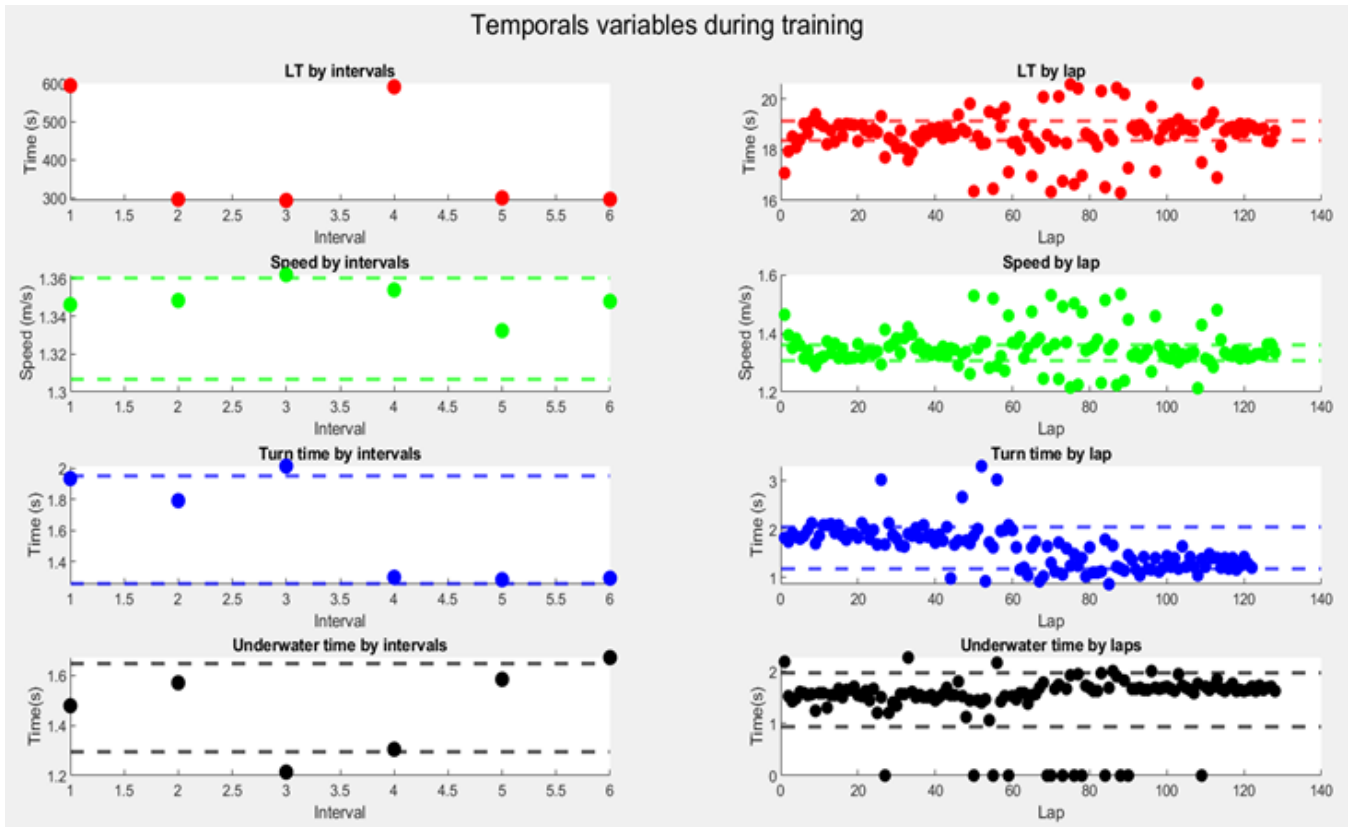 Temporals variables during training
LT by intervals
600
500
400
300
Time (s)
1 1.5 2 2.5 3 3.5 4 4.5 5 5.5 6
Interval
LT by lap
20
18
16
Time (s)
0 20 40 60 80 100 120 140
Lap
Speed by intervals
1.36
1.34
1.32
1.3
Speed (m/s)
1 1.5 2 2.5 3 3.5 4 4.5 5 5.5 6
Interval
Speed by lap
1.6
1.4
1.2
Speed (m/s)
0 20 40 60 80 100 120 140
Lap
Turn time by intervals
2
1.8
1.6
1.4
Time (s)
1 1.5 2 2.5 3 3.5 4 4.5 5 5.5 6
Interval
Turn time by lap
3
2
1
Time (s)
0 20 40 60 80 100 120 140
Lap
Underwater time by intervals
1.6
1.4
1.2
Time(s)
1 1.5 2 2.5 3 3.5 4 4.5 5 5.5 6
Interval
Underwater time by laps
2
1
0
Time(s)
0 20 40 60 80 100 120 140
Lap